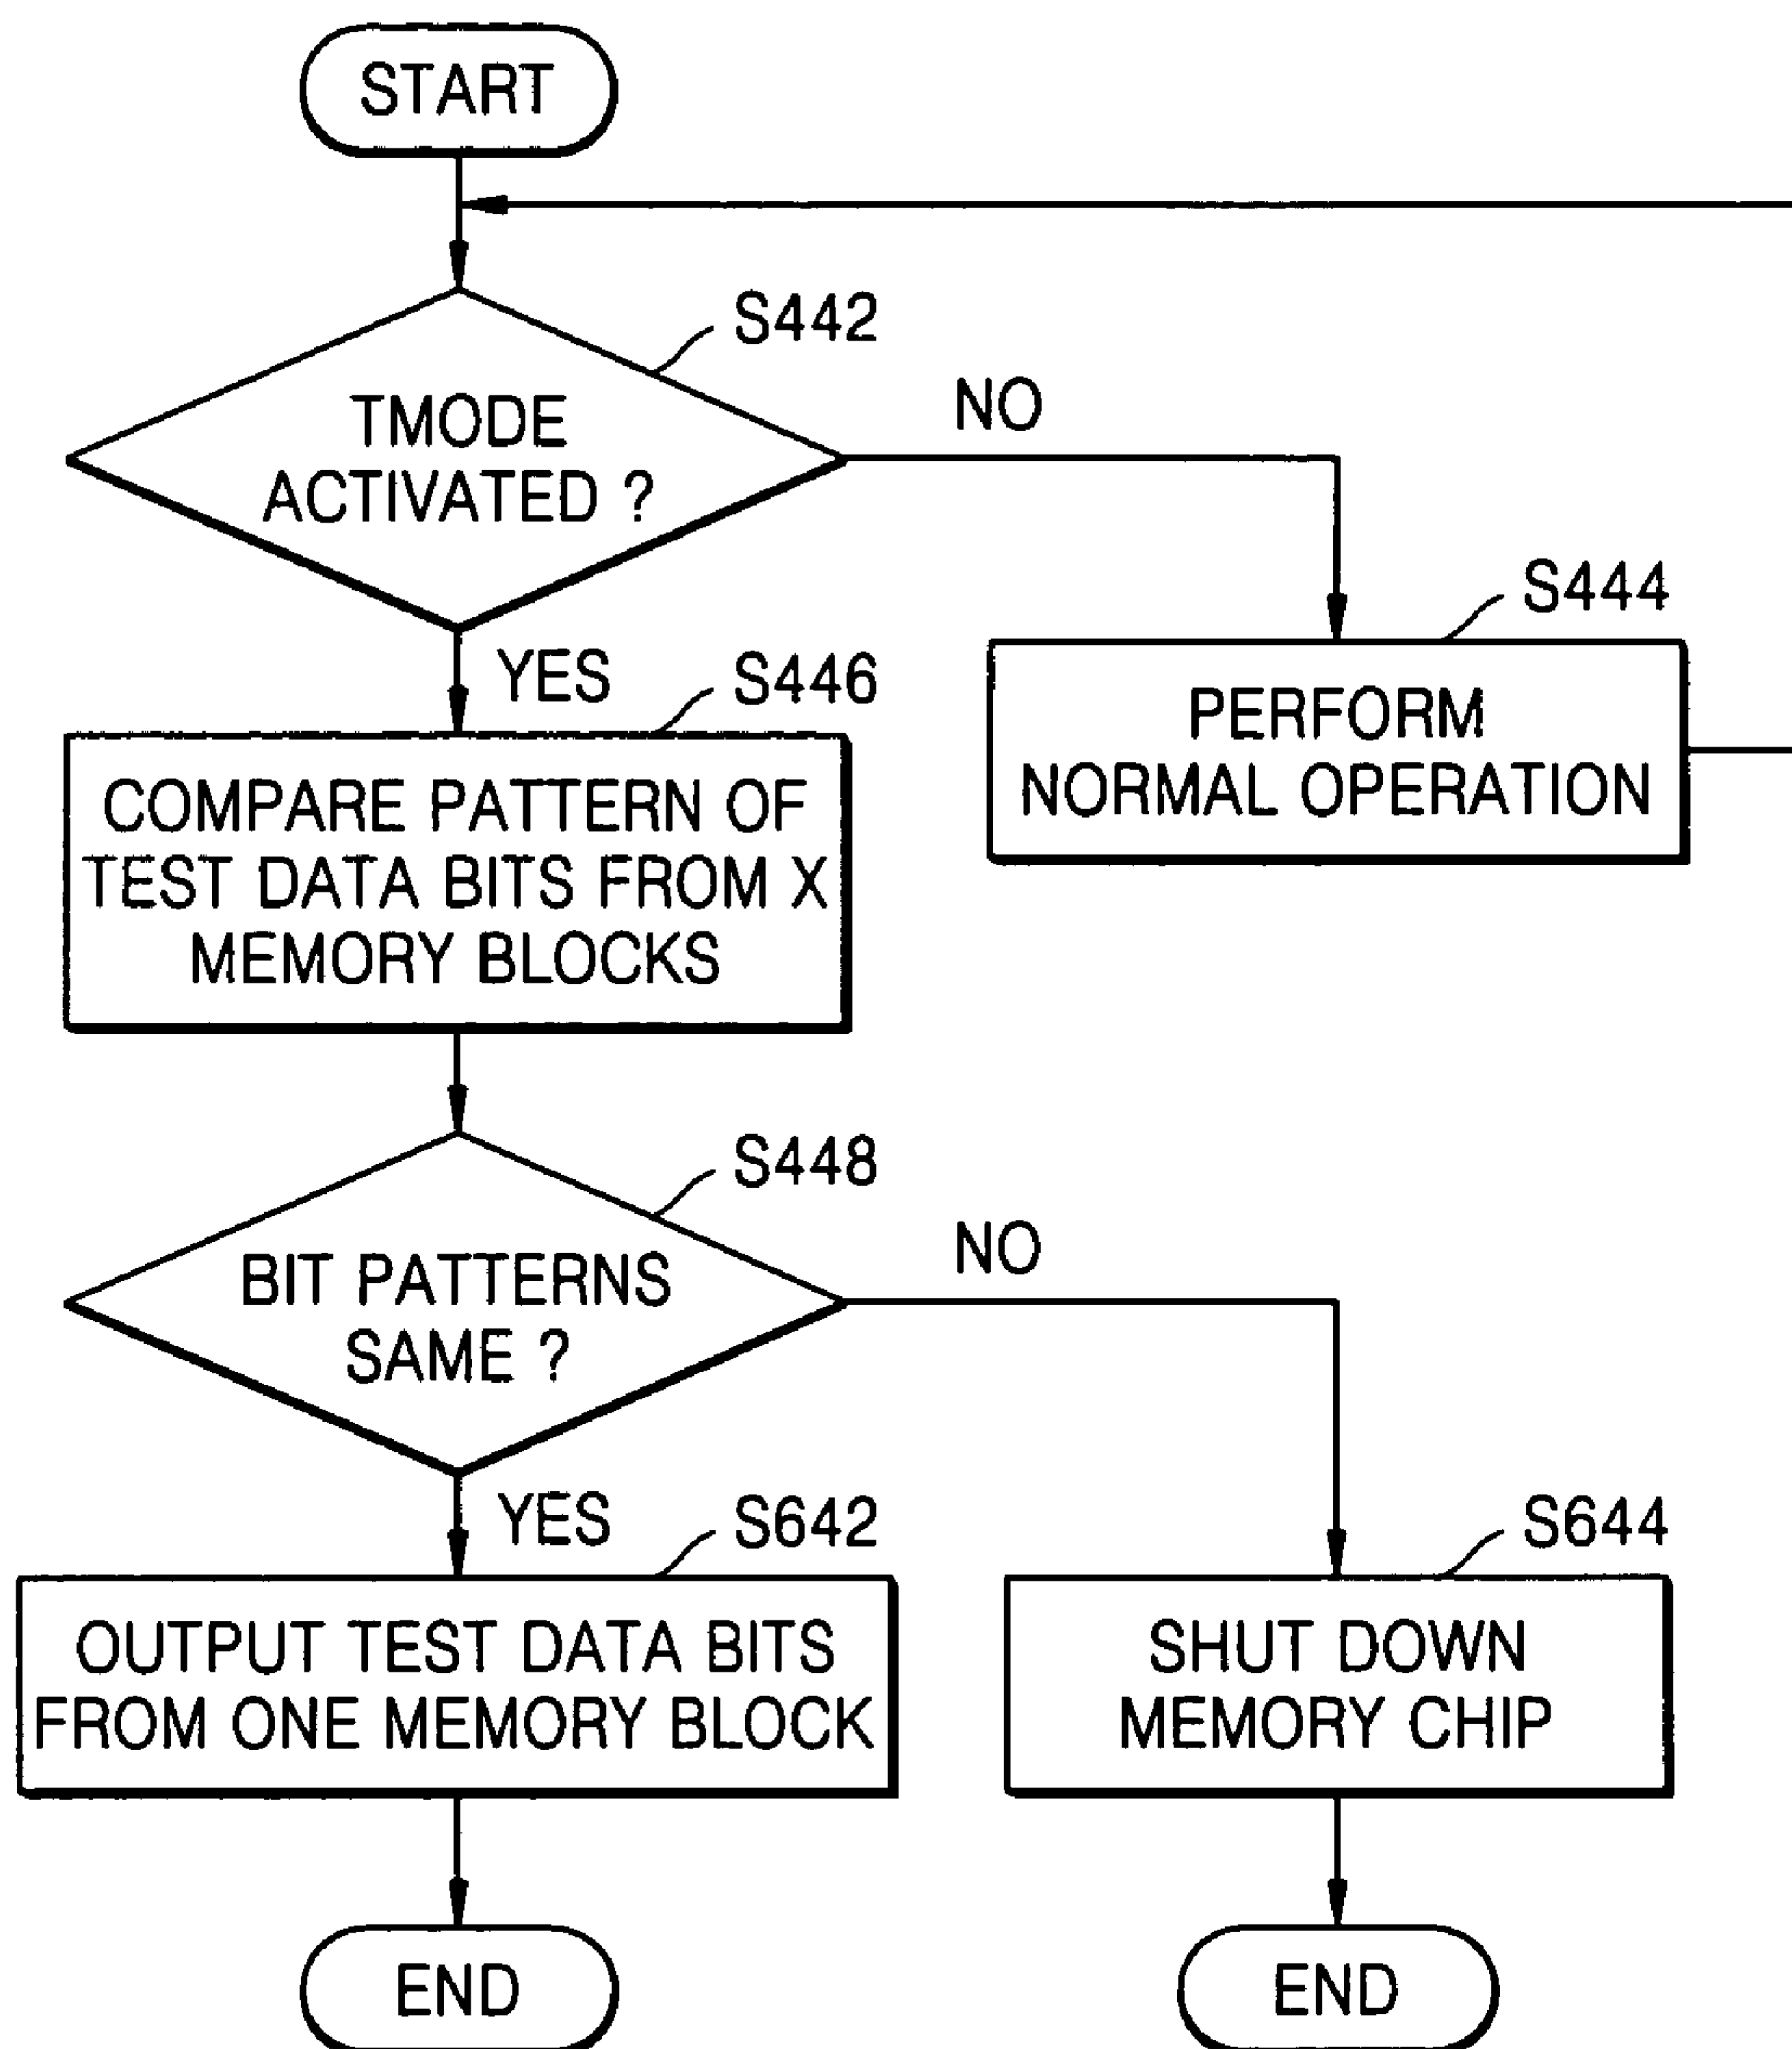 START
S442
TMODE
ACTIVATED ?
NO
S444
PERFORM
NORMAL OPERATION
YES
S446
COMPARE PATTERN OF
TEST DATA BITS FROM X
MEMORY BLOCKS
S448
BIT PATTERNS
SAME ?
NO
YES
S642
OUTPUT TEST DATA BITS
FROM ONE MEMORY BLOCK
S644
SHUT DOWN
MEMORY CHIP
END
END